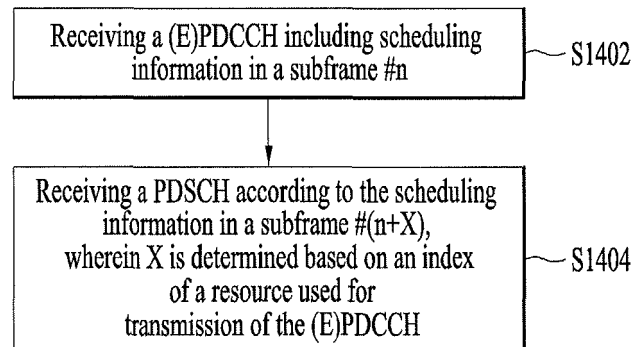 Receiving a (E)PDCCH including scheduling
information in a subframe #n
S1402
Receiving a PDSCH according to the scheduling
information in a subframe #(n+X),
wherein X is determined based on an index
of a resource used for
transmission of the (E)PDCCH
S1404